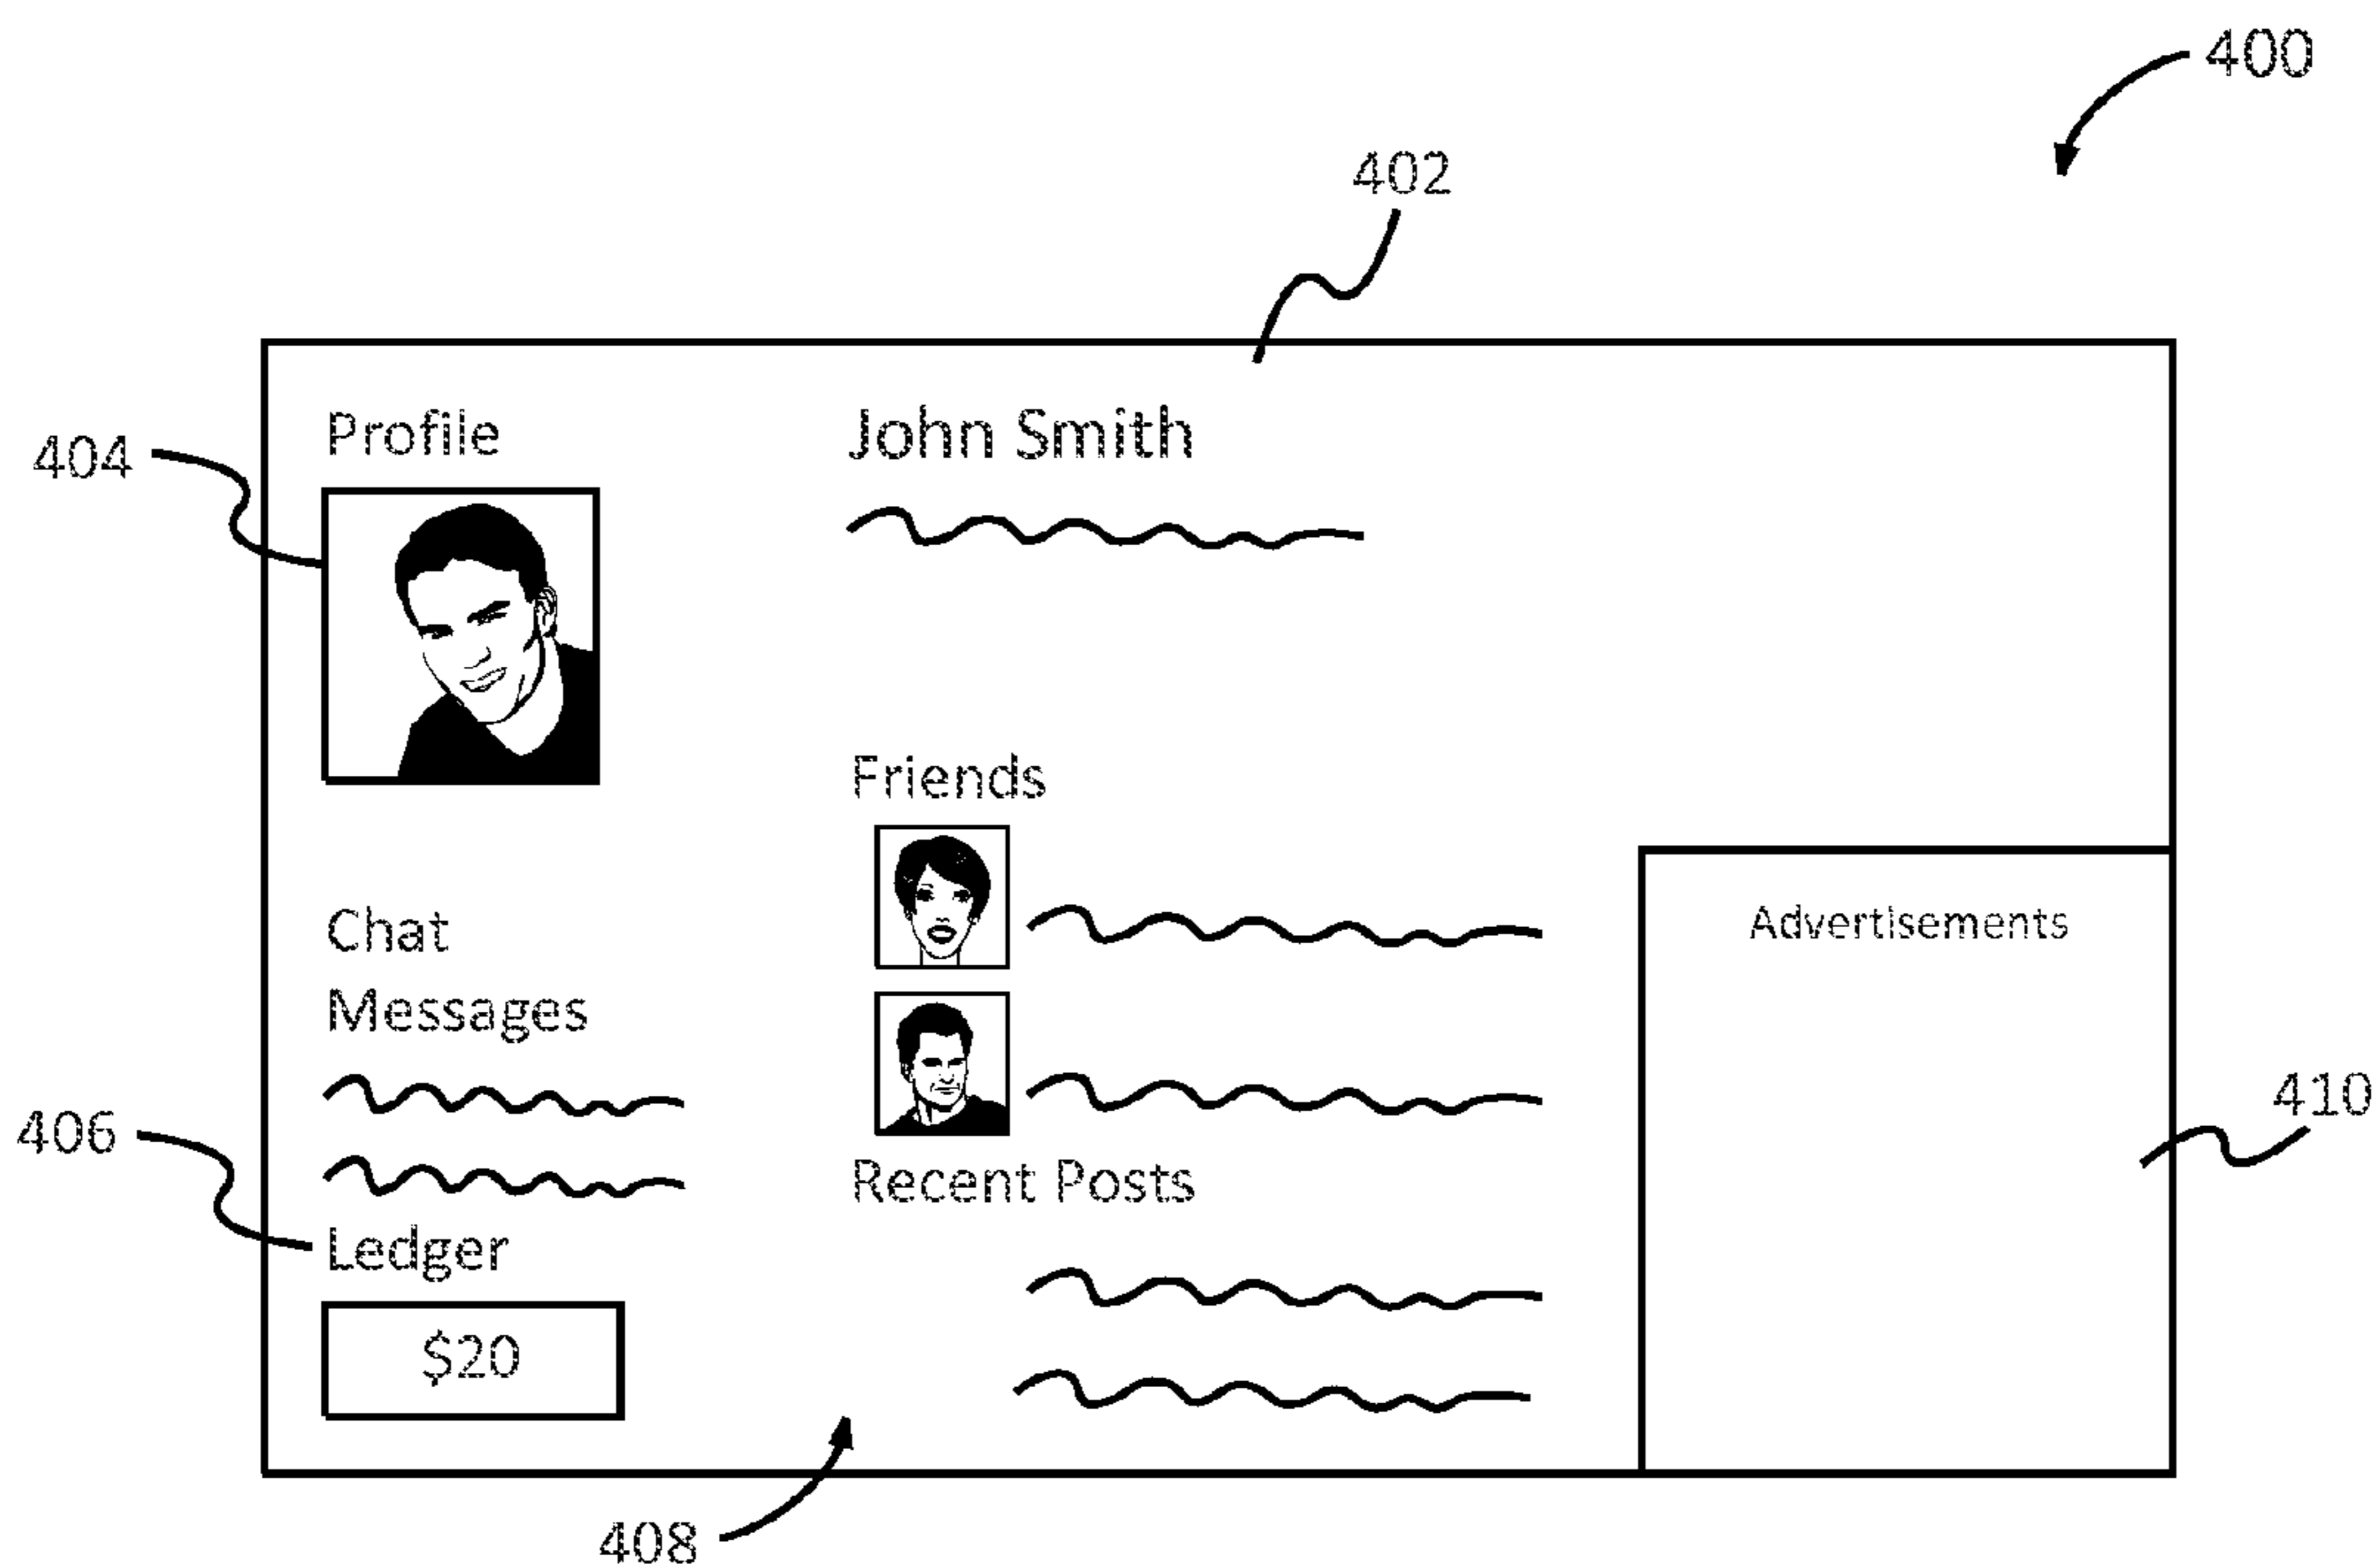 400
402
Profile
John Smith
404
Friends
Chat
Messages
Advertisements
410
406
Recent Posts
Ledger
$20
408